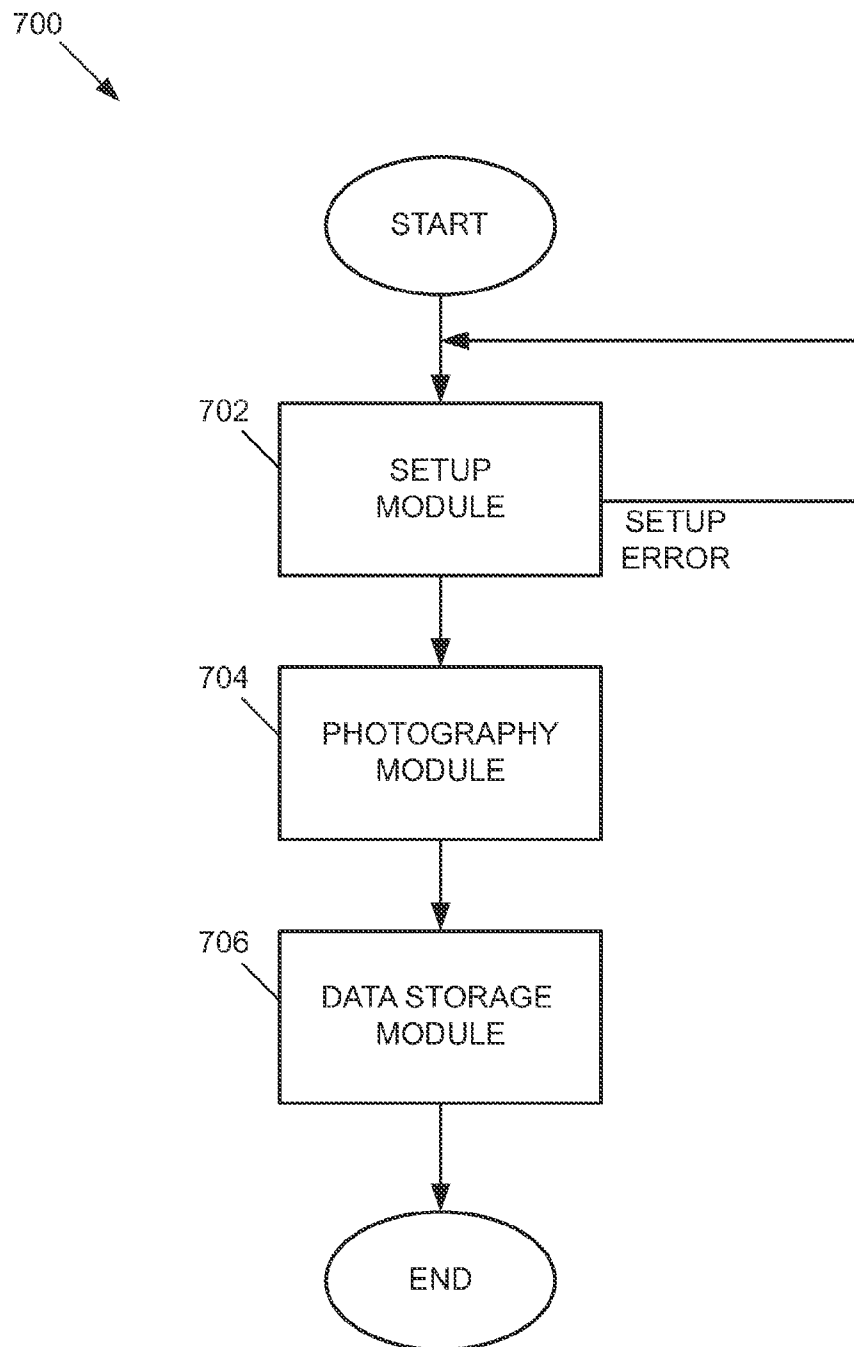 700
START
702
SETUP
MODULE
SETUP
ERROR
704
PHOTOGRAPHY
MODULE
706
DATA STORAGE
MODULE
END